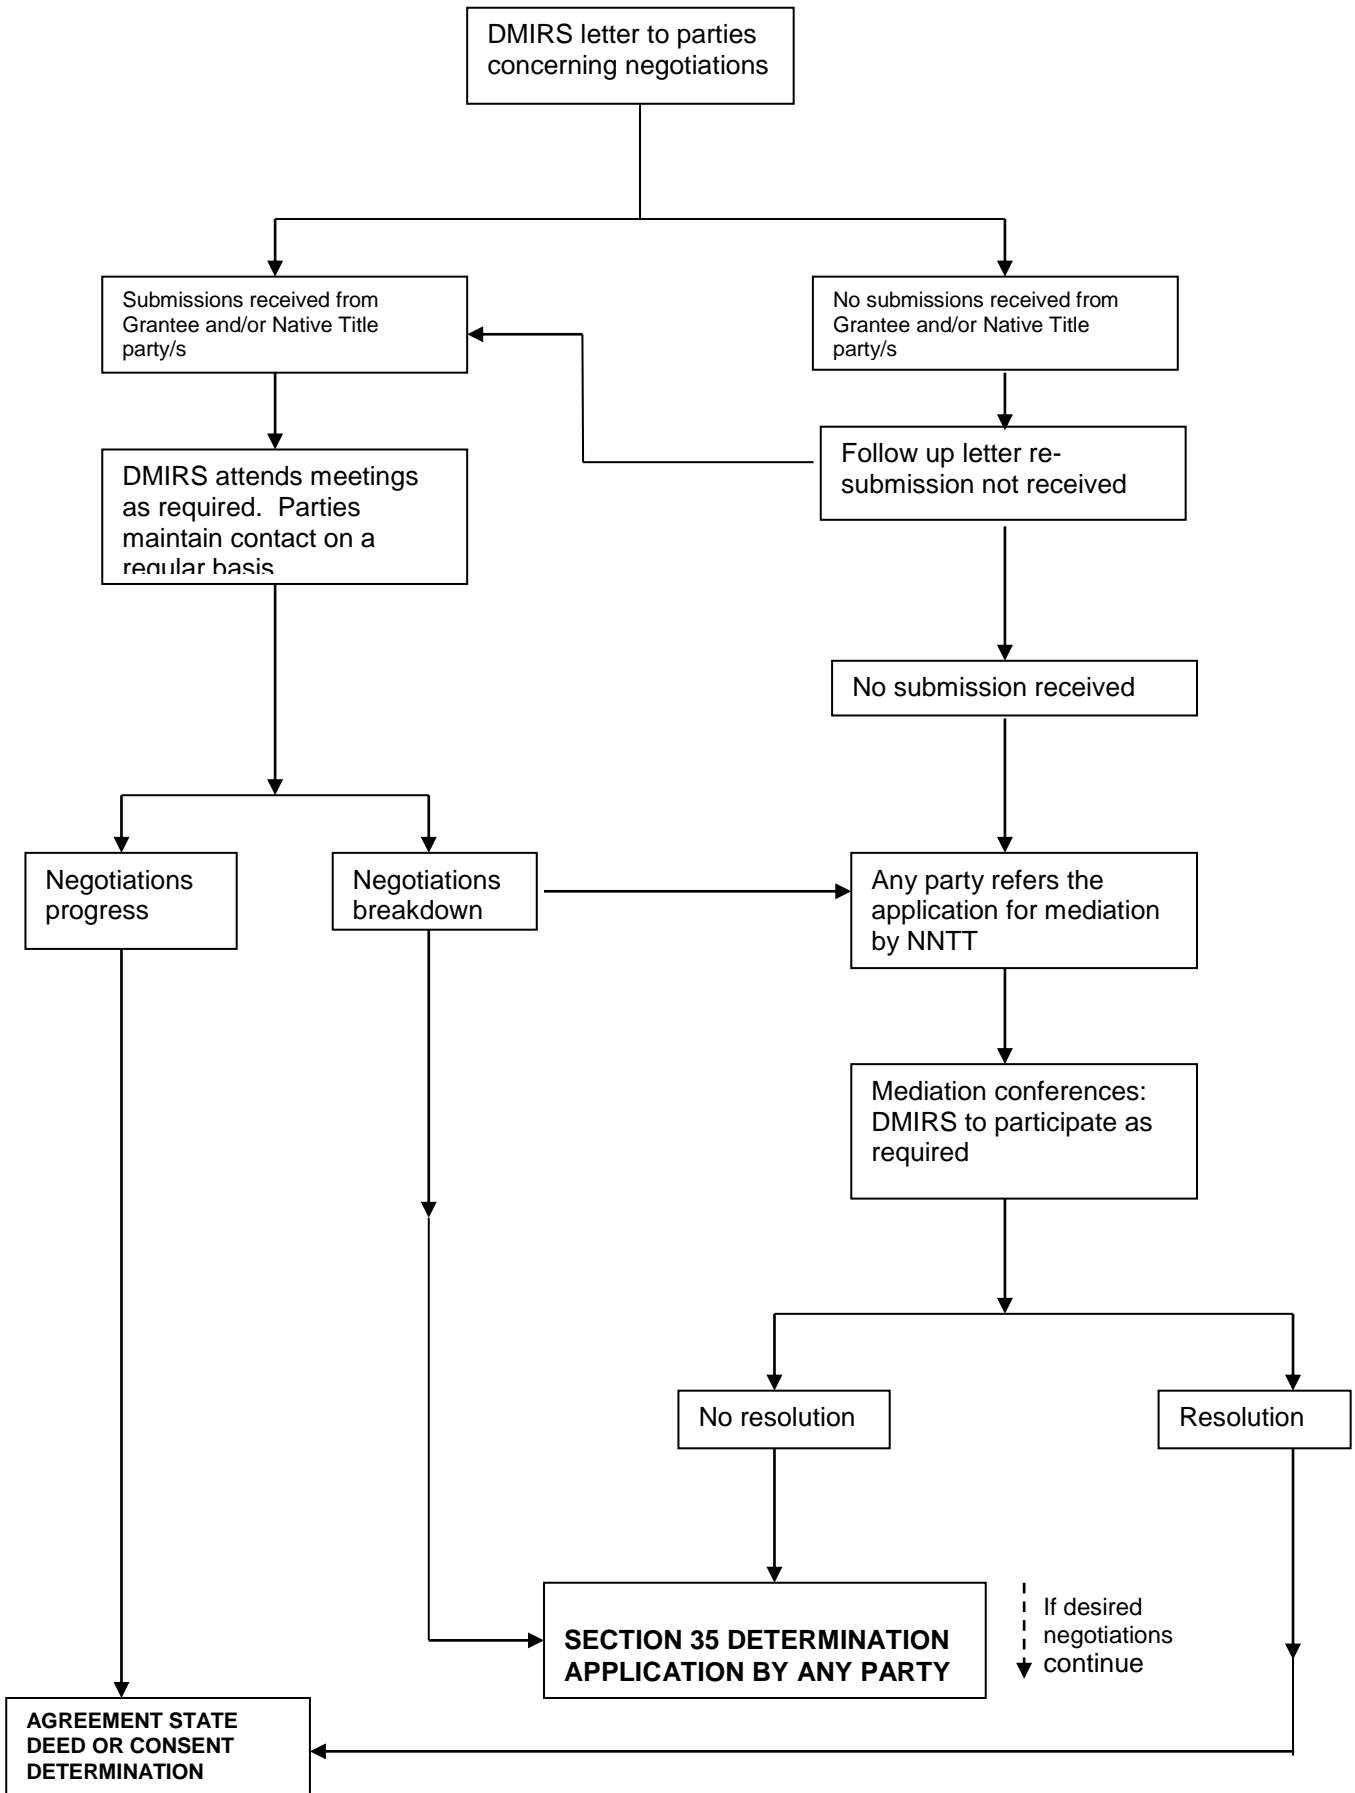 DMIRS letter to parties
concerning negotiations
Submissions received from
Grantee and/or Native Title
party/s
No submissions received from
Grantee and/or Native Title
party/s
Follow up letter re-
submission not received
DMIRS attends meetings
as required.  Parties
maintain contact on a
regular basis
No submission received
Negotiations
progress
Negotiations
breakdown
Any party refers the
application for mediation
by NNTT
Mediation conferences:
DMIRS to participate as
required
No resolution
Resolution
SECTION 35 DETERMINATION
APPLICATION BY ANY PARTY
If desired
negotiations
continue
AGREEMENT STATE
DEED OR CONSENT
DETERMINATION